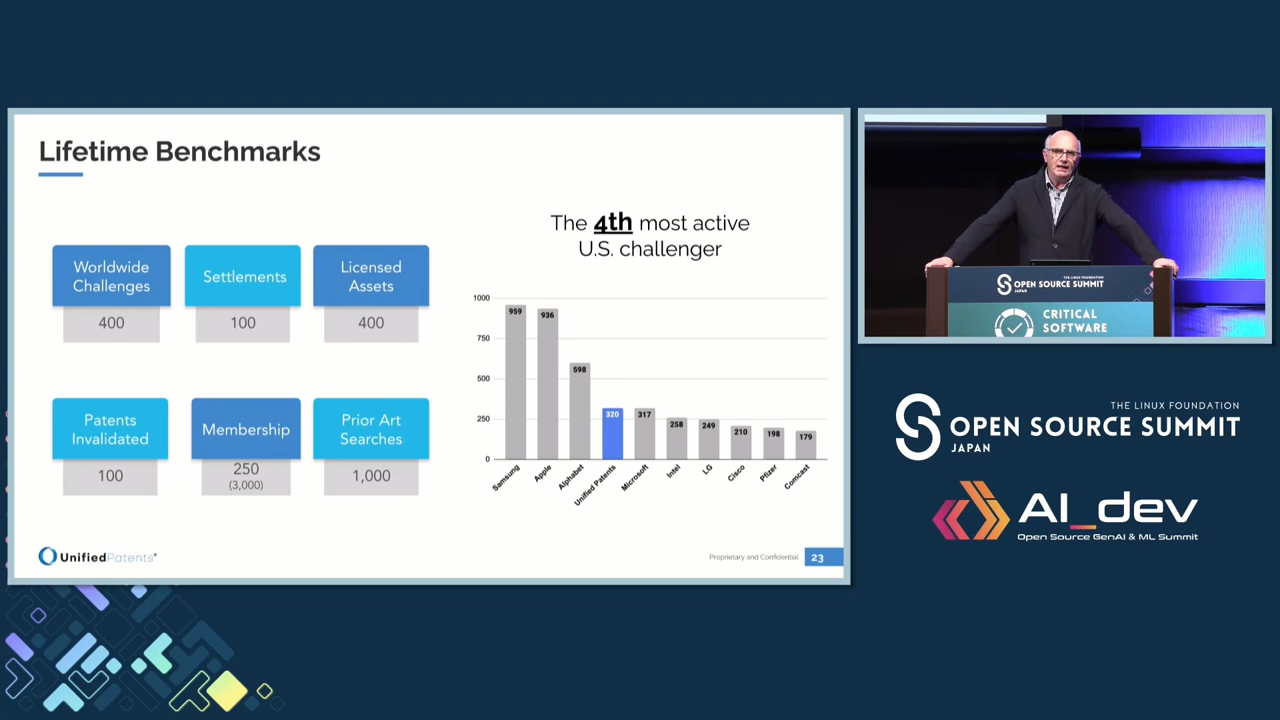 Lifetime Benchmarks
Worldwide
Challenges
400
Settlements
100
Licensed
Assets
400
Patents
Invalidated
100
Membership
250
(3,000)
Prior Art
Searches
1,000
The 4th most active
U.S. challenger
1000
750
500
250
0
959
936
598
320
317
258
249
210
198
179
Samsung
Apple
Alphabet
Unified Patents
Microsoft
Intel
LG
Cisco
Pfizer
Comcast
UnifiedPatents
Proprietary and Confidential
23
THE LINUX FOUNDATION
OPEN SOURCE SUMMIT
JAPAN
CRITICAL
SOFTWARE
THE LINUX FOUNDATION
OPEN SOURCE SUMMIT
JAPAN
AI_dev
Open Source GenAI & ML Summit